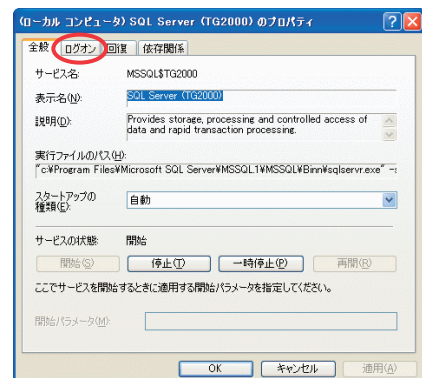 (ローカル コンピュータ) SQL Server (TG2000) のプロパティ
全般 ログオン 回復 依存関係
サービス名: MSSQL$TG2000
表示名(N): SQL Server (TG2000)
説明(D): Provides storage, processing and controlled access of
data and rapid transaction processing.
実行ファイルのパス(H):
"c:¥Program Files¥Microsoft SQL Server¥MSSQL.1¥MSSQL¥Binn¥sqlservr.exe" -s
スタートアップの
種類(E): 自動
サービスの状態: 開始
開始(S) 停止(T) 一時停止(P) 再開(R)
ここでサービスを開始するときに適用する開始パラメータを指定してください。
開始パラメータ(M):
OK キャンセル 適用(A)